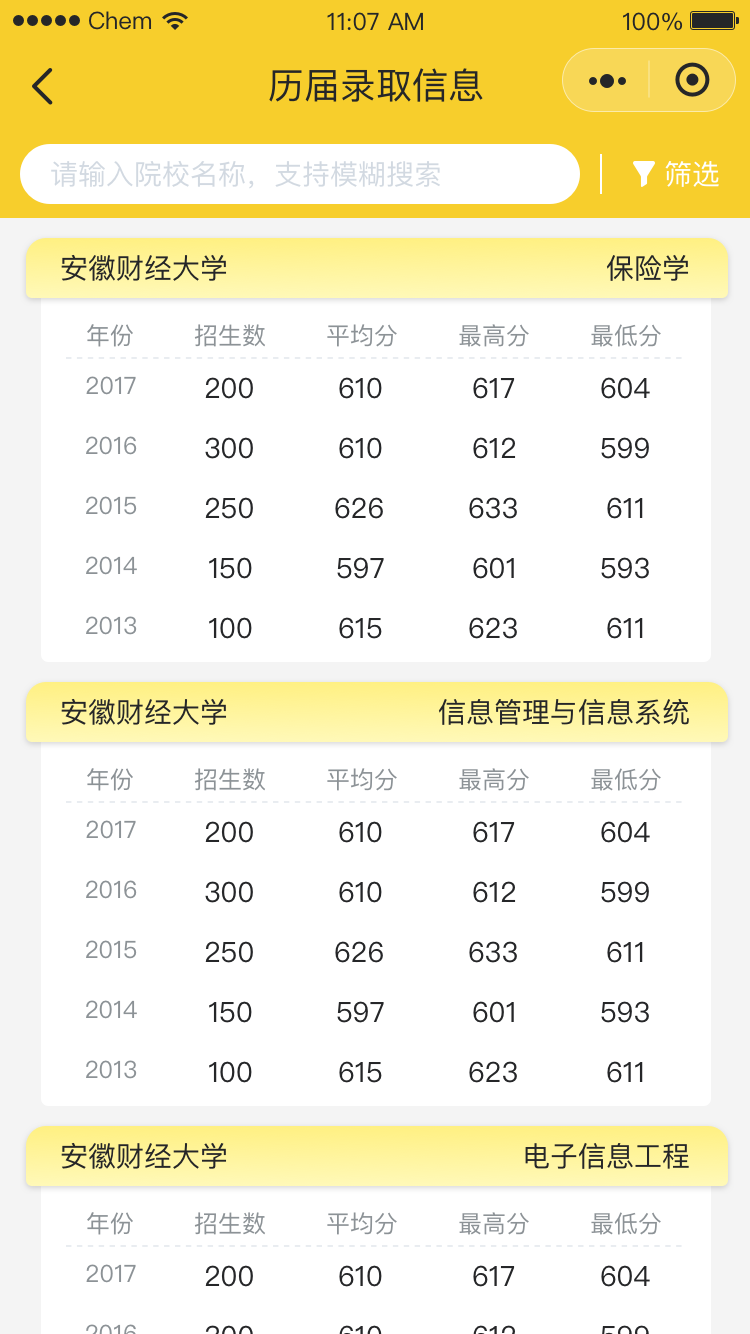 Chem 11:07 AM 100%
历届录取信息
请输入院校名称，支持模糊搜索 筛选
安徽财经大学 保险学
年份 招生数 平均分 最高分 最低分
2017 200 610 617 604
2016 300 610 612 599
2015 250 626 633 611
2014 150 597 601 593
2013 100 615 623 611
安徽财经大学 信息管理与信息系统
年份 招生数 平均分 最高分 最低分
2017 200 610 617 604
2016 300 610 612 599
2015 250 626 633 611
2014 150 597 601 593
2013 100 615 623 611
安徽财经大学 电子信息工程
年份 招生数 平均分 最高分 最低分
2017 200 610 617 604
2016 300 610 612 599